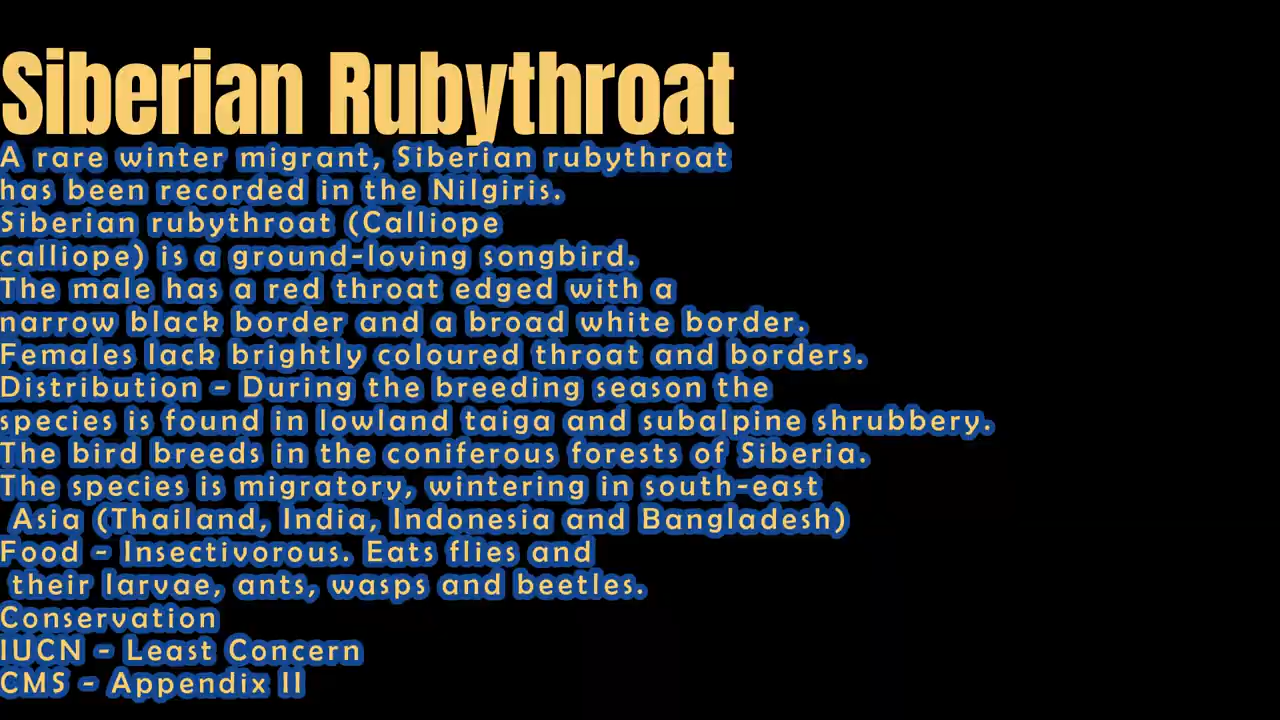 Siberian Rubythroat
A rare winter migrant, Siberian rubythroat
has been recorded in the Nilgiris.
Siberian rubythroat (Calliope
calliope) is a ground-loving songbird.
The male has a red throat edged with a
narrow black border and a broad white border.
Females lack brightly coloured throat and borders.
Distribution - During the breeding season the
species is found in lowland taiga and subalpine shrubbery.
The bird breeds in the coniferous forests of Siberia.
The species is migratory, wintering in south-east
Asia (Thailand, India, Indonesia and Bangladesh)
Food - Insectivorous. Eats flies and
their larvae, ants, wasps and beetles.
Conservation
IUCN - Least Concern
CMS - Appendix II